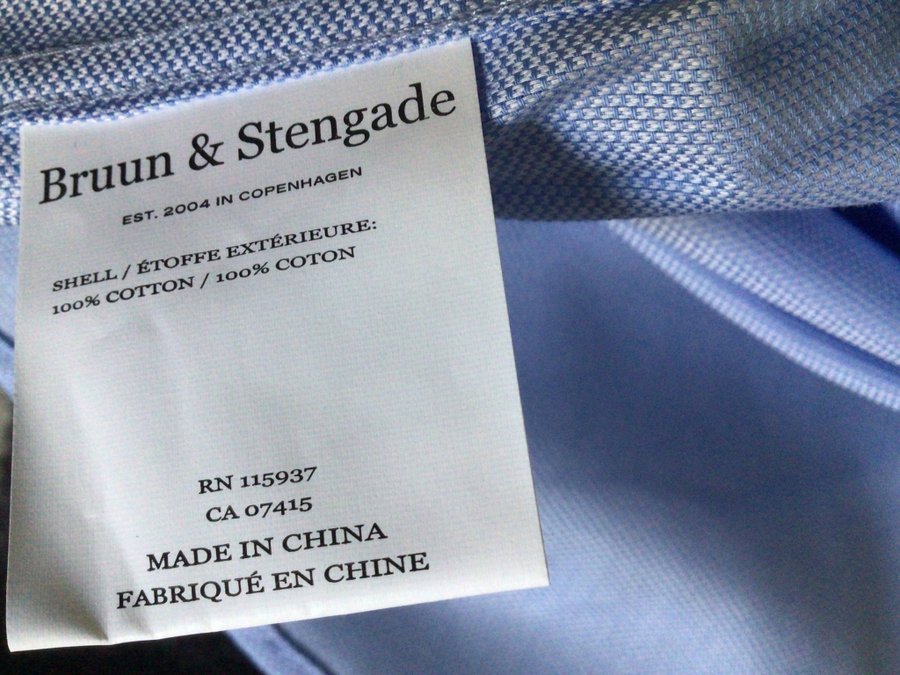 Bruun & Stengade
EST. 2004 IN COPENHAGEN
SHELL / ÉTOFFE EXTÉRIEURE:
100% COTTON / 100% COTON
RN 115937
CA 07415
MADE IN CHINA
FABRIQUÉ EN CHINE